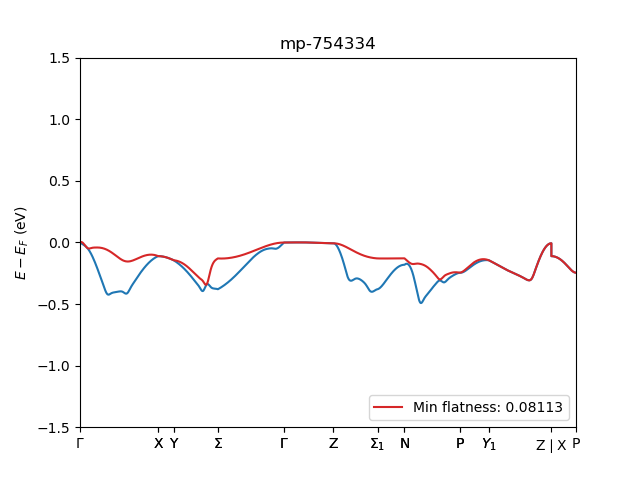 mp-754334
E − E_F (eV)
1.5
1.0
0.5
0.0
−0.5
−1.0
−1.5
Min flatness: 0.08113
Γ X Y Σ Γ Z Σ₁ N P Y₁ Z | X P